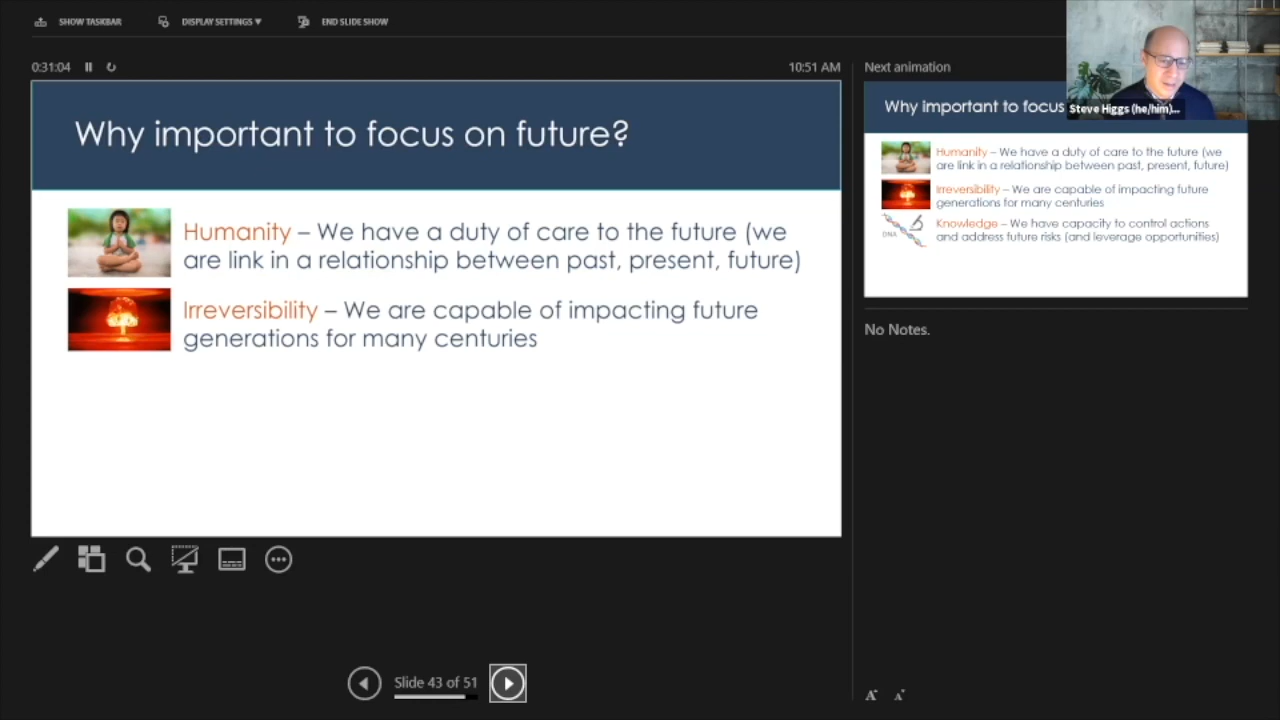 SHOW TASKBAR
DISPLAY SETTINGS ▼
END SLIDE SHOW
0:31:04
10:51 AM
Why important to focus on future?
Humanity – We have a duty of care to the future (we
are link in a relationship between past, present, future)
Irreversibility – We are capable of impacting future
generations for many centuries
Slide 43 of 51
Next animation
Steve Higgs (he/him)...
Why important to focus
Humanity – We have a duty of care to the future (we
are link in a relationship between past, present, future)
Irreversibility – We are capable of impacting future
generations for many centuries
DNA
Knowledge – We have capacity to control actions
and address future risks (and leverage opportunities)
No Notes.
A
A